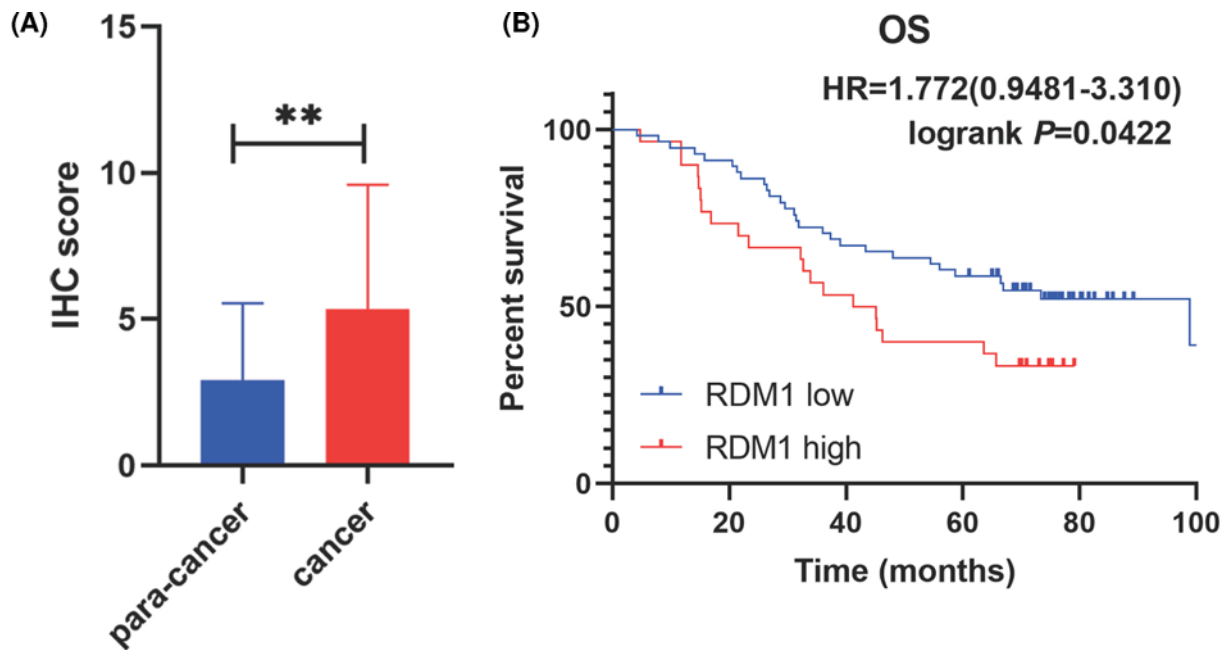 (A)
15
10
5
0
IHC score
**
para-cancer
cancer
(B)
OS
HR=1.772(0.9481-3.310)
logrank P=0.0422
100
50
0
Percent survival
RDM1 low
RDM1 high
0 20 40 60 80 100
Time (months)